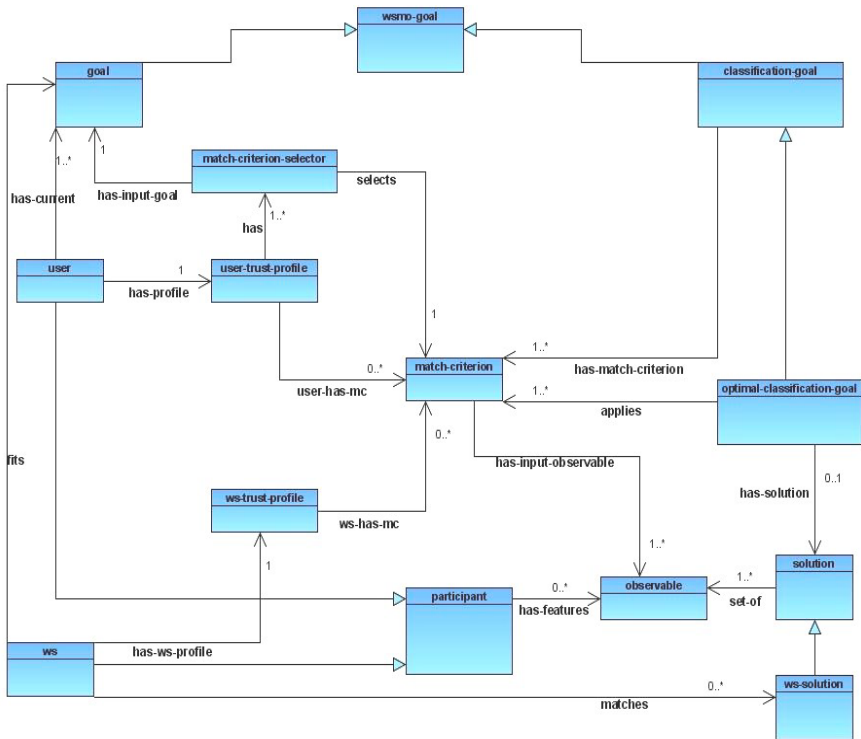 wsmo-goal
goal
classification-goal
match-criterion-selector
selects
1
1..*
has-input-goal
has-current
has
1..*
user
1
user-trust-profile
has-profile
1
0..*
match-criterion
1..*
has-match-criterion
user-has-mc
optimal-classification-goal
1..*
applies
0..*
has-input-observable
fits
0..1
has-solution
ws-trust-profile
ws-has-mc
1
1..*
participant
0..*
observable
1..*
solution
has-features
set-of
ws
has-ws-profile
0..*
ws-solution
matches